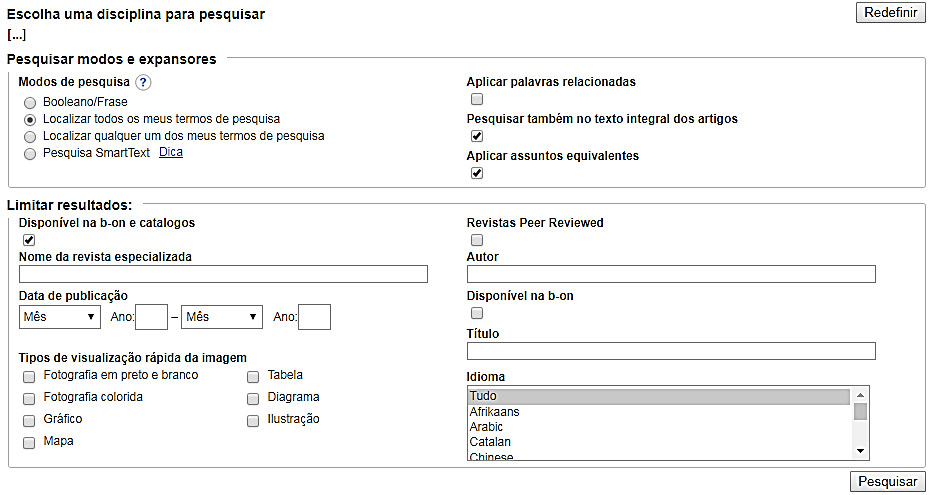 Escolha uma disciplina para pesquisar
Redefinir
[...]
Pesquisar modos e expansores
Modos de pesquisa ?
Booleano/Frase
Localizar todos os meus termos de pesquisa
Localizar qualquer um dos meus termos de pesquisa
Pesquisa SmartText Dica
Aplicar palavras relacionadas
Pesquisar também no texto integral dos artigos
Aplicar assuntos equivalentes
Limitar resultados:
Disponível na b-on e catalogos
Nome da revista especializada
Data de publicação
Mês Ano: – Mês Ano:
Tipos de visualização rápida da imagem
Fotografia em preto e branco
Fotografia colorida
Gráfico
Mapa
Tabela
Diagrama
Ilustração
Revistas Peer Reviewed
Autor
Disponível na b-on
Título
Idioma
Tudo
Afrikaans
Arabic
Catalan
Chinese
Pesquisar